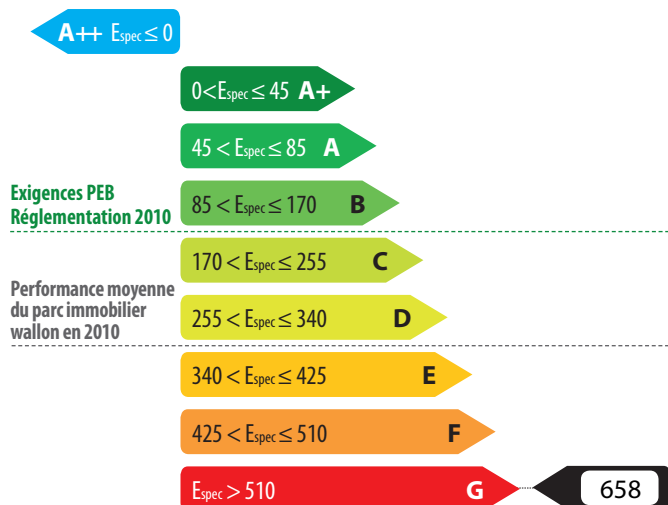 A++ Espec ≤ 0
0<Espec ≤ 45 A+
45 < Espec ≤ 85 A
Exigences PEB
Réglementation 2010
85 < Espec ≤ 170 B
170 < Espec ≤ 255 C
Performance moyenne
du parc immobilier
wallon en 2010
255 < Espec ≤ 340 D
340 < Espec ≤ 425 E
425 < Espec ≤ 510 F
Espec > 510 G 658